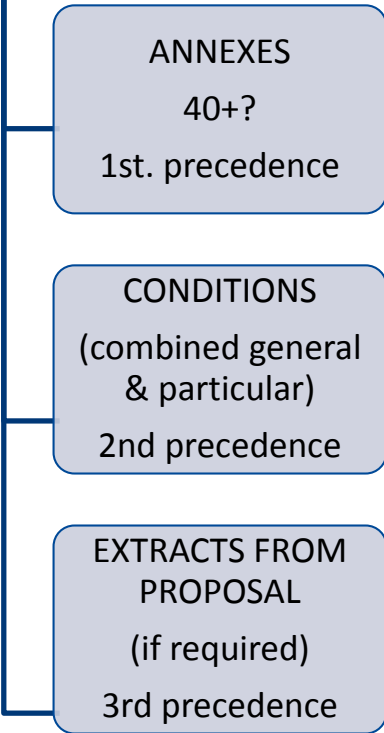 ANNEXES
40+?
1st. precedence
CONDITIONS
(combined general
& particular)
2nd precedence
EXTRACTS FROM
PROPOSAL
(if required)
3rd precedence